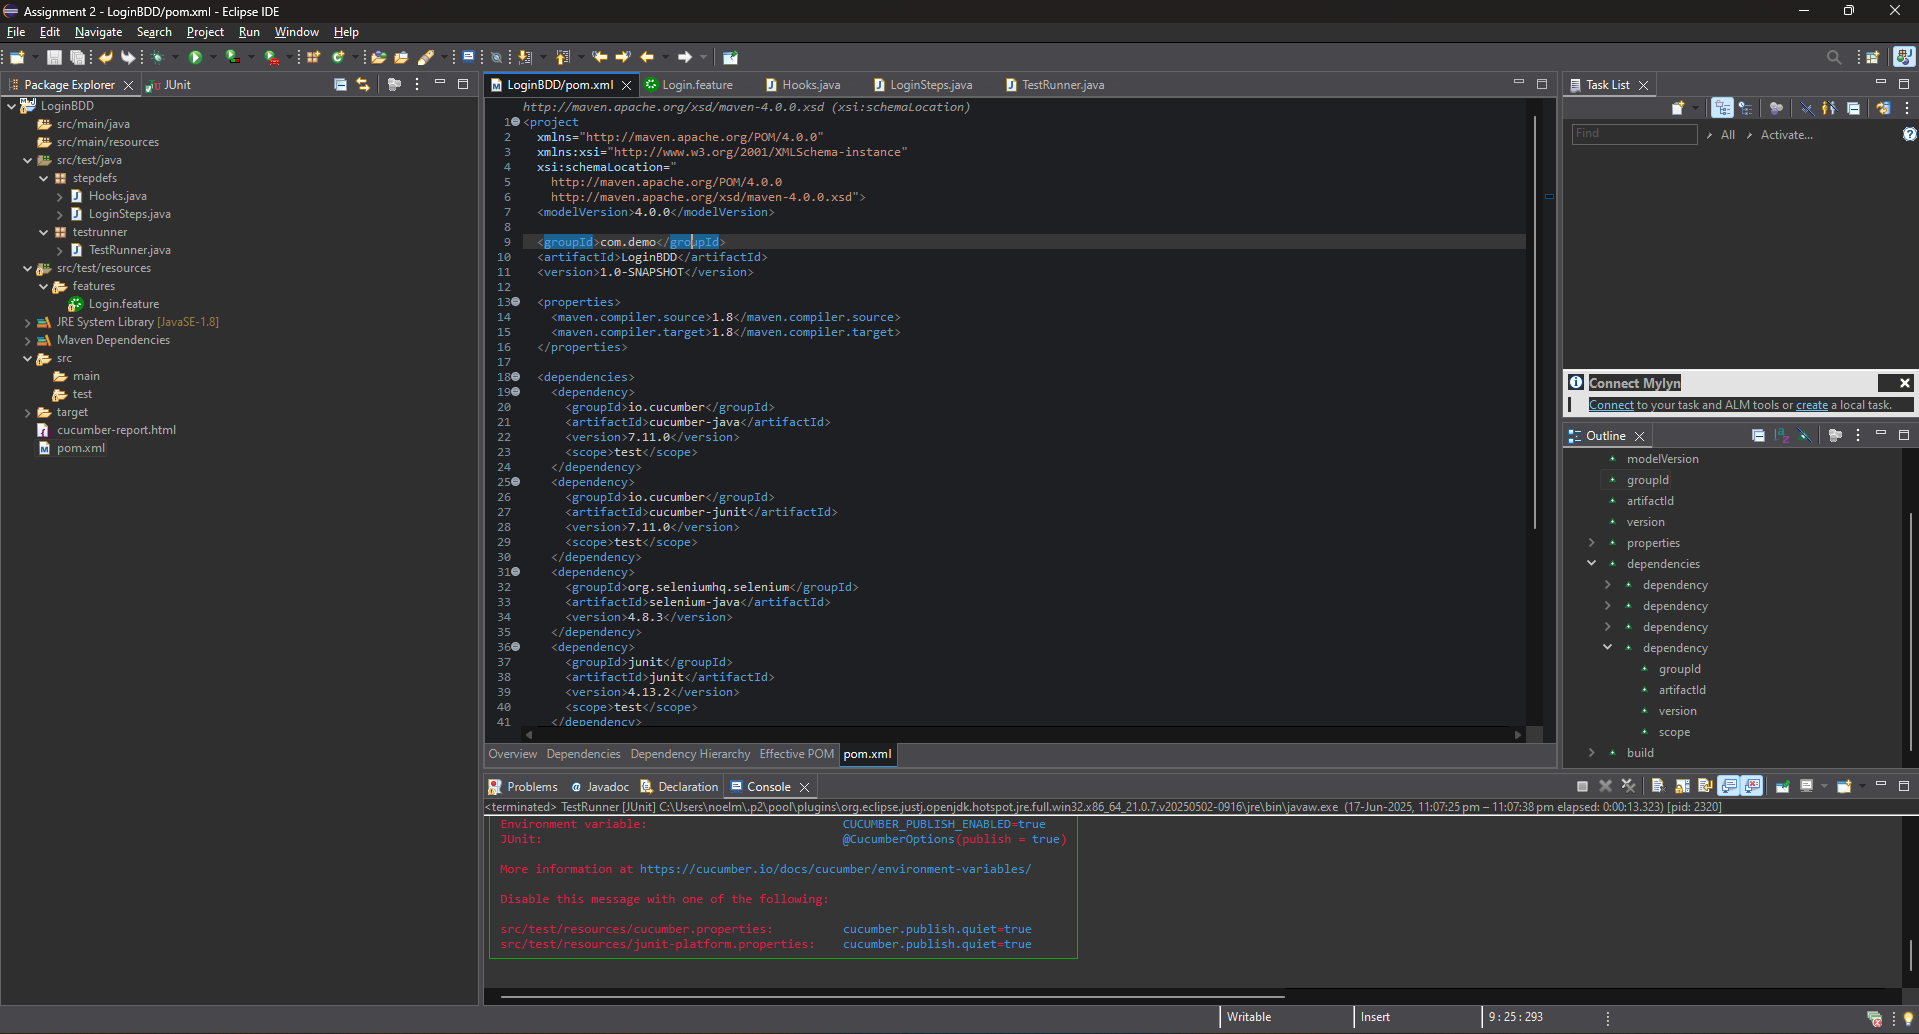 Assignment 2 - LoginBDD/pom.xml - Eclipse IDE
File Edit Navigate Search Project Run Window Help
Package Explorer JUnit
LoginBDD
src/main/java
src/main/resources
src/test/java
stepdefs
Hooks.java
LoginSteps.java
testrunner
TestRunner.java
src/test/resources
features
Login.feature
JRE System Library [JavaSE-1.8]
Maven Dependencies
src
main
test
target
cucumber-report.html
pom.xml
LoginBDD/pom.xml Login.feature Hooks.java LoginSteps.java TestRunner.java
http://maven.apache.org/xsd/maven-4.0.0.xsd (xsi:schemaLocation)
1 <project
2 xmlns="http://maven.apache.org/POM/4.0.0"
3 xmlns:xsi="http://www.w3.org/2001/XMLSchema-instance"
4 xsi:schemaLocation="
5 http://maven.apache.org/POM/4.0.0
6 http://maven.apache.org/xsd/maven-4.0.0.xsd">
7 <modelVersion>4.0.0</modelVersion>
8
9 <groupId>com.demo</groupId>
10 <artifactId>LoginBDD</artifactId>
11 <version>1.0-SNAPSHOT</version>
12
13 <properties>
14 <maven.compiler.source>1.8</maven.compiler.source>
15 <maven.compiler.target>1.8</maven.compiler.target>
16 </properties>
17
18 <dependencies>
19 <dependency>
20 <groupId>io.cucumber</groupId>
21 <artifactId>cucumber-java</artifactId>
22 <version>7.11.0</version>
23 <scope>test</scope>
24 </dependency>
25 <dependency>
26 <groupId>io.cucumber</groupId>
27 <artifactId>cucumber-junit</artifactId>
28 <version>7.11.0</version>
29 <scope>test</scope>
30 </dependency>
31 <dependency>
32 <groupId>org.seleniumhq.selenium</groupId>
33 <artifactId>selenium-java</artifactId>
34 <version>4.8.3</version>
35 </dependency>
36 <dependency>
37 <groupId>junit</groupId>
38 <artifactId>junit</artifactId>
39 <version>4.13.2</version>
40 <scope>test</scope>
41 </dependency>
Overview Dependencies Dependency Hierarchy Effective POM pom.xml
Task List
Find All Activate...
Connect Mylyn
Connect to your task and ALM tools or create a local task.
Outline
modelVersion
groupId
artifactId
version
properties
dependencies
dependency
dependency
dependency
dependency
groupId
artifactId
version
scope
build
Problems Javadoc Declaration Console
<terminated> TestRunner [JUnit] C:\Users\noelm\.p2\pool\plugins\org.eclipse.justj.openjdk.hotspot.jre.full.win32.x86_64_21.0.7.v20250502-0916\jre\bin\javaw.exe (17-Jun-2025, 11:07:25 pm – 11:07:38 pm elapsed: 0:00:13.323) [pid: 2320]
Environment variable: CUCUMBER_PUBLISH_ENABLED=true
JUnit: @CucumberOptions(publish = true)
More information at https://cucumber.io/docs/cucumber/environment-variables/
Disable this message with one of the following:
src/test/resources/cucumber.properties: cucumber.publish.quiet=true
src/test/resources/junit-platform.properties: cucumber.publish.quiet=true
Writable Insert 9 : 25 : 293